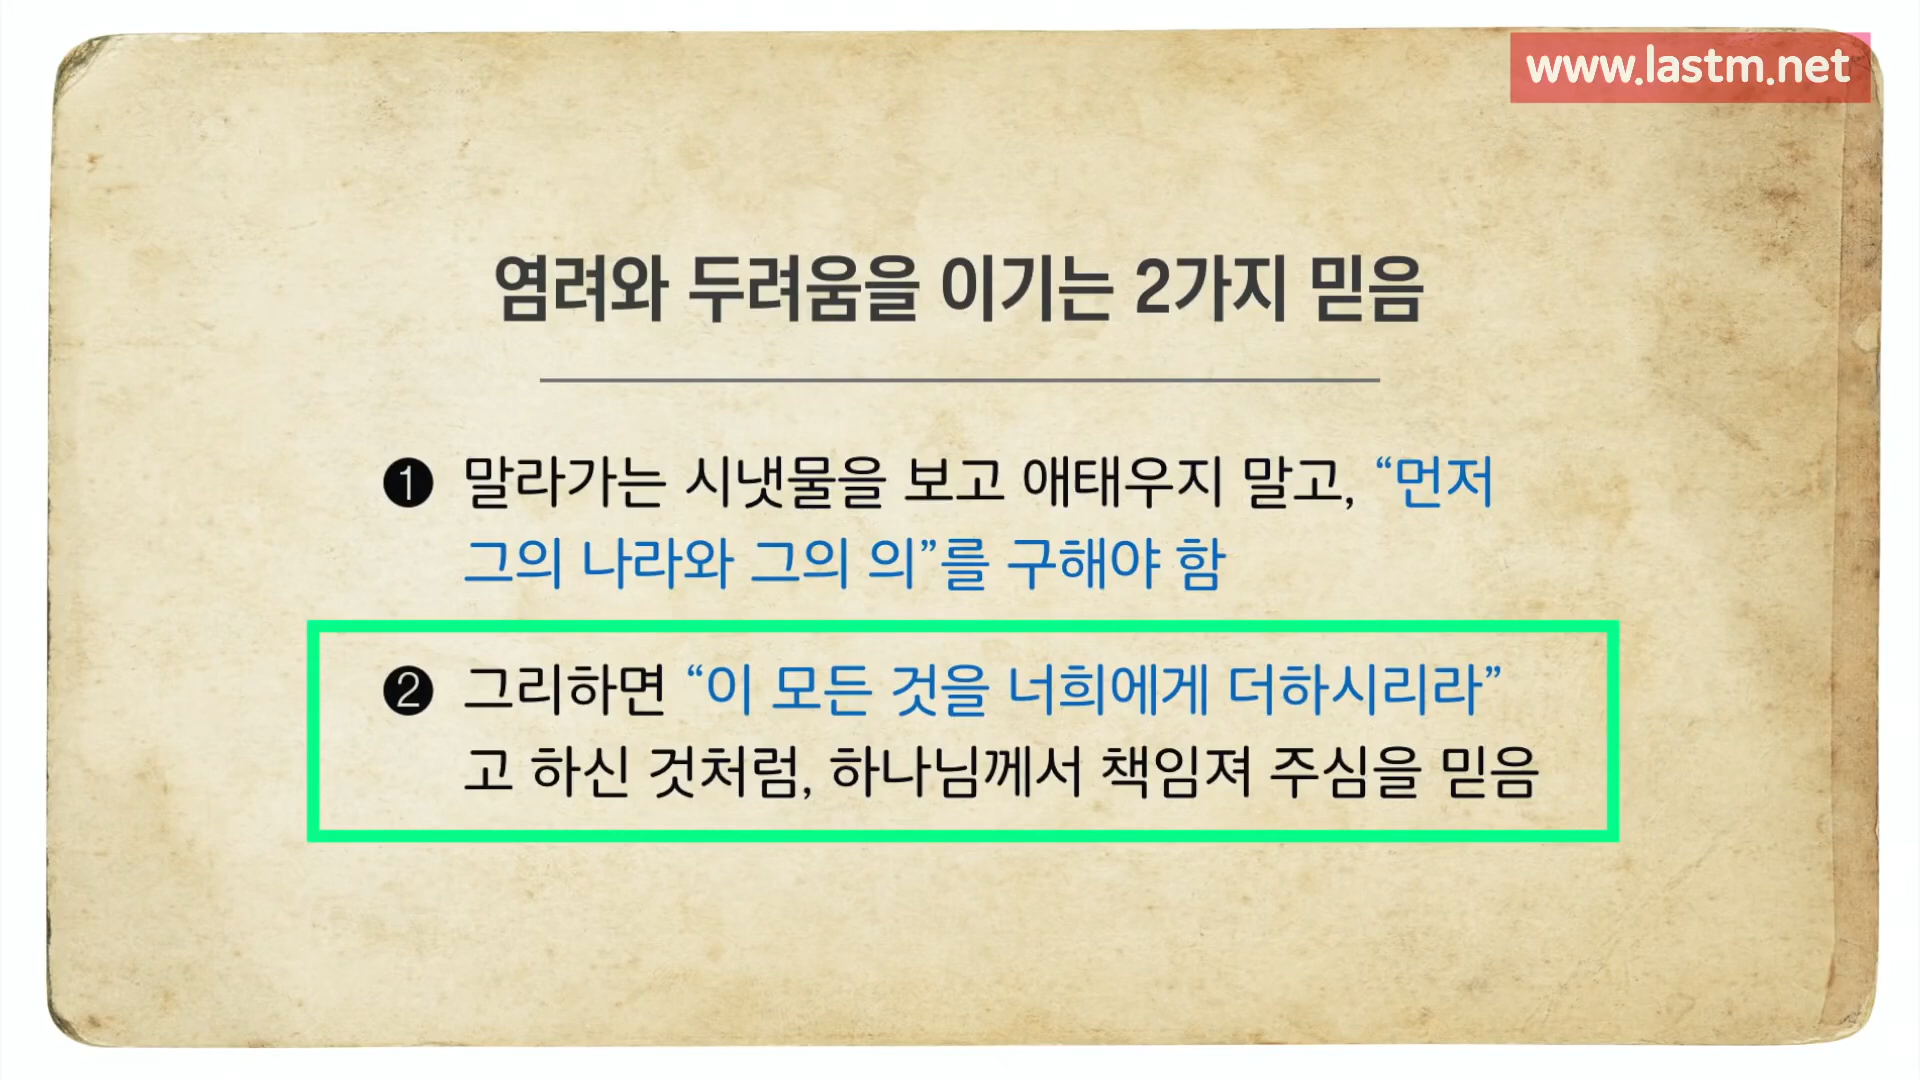 www.lastm.net
염려와 두려움을 이기는 2가지 믿음
❶ 말라가는 시냇물을 보고 애태우지 말고, “먼저
그의 나라와 그의 의”를 구해야 함
❷ 그리하면 “이 모든 것을 너희에게 더하시리라”
고 하신 것처럼, 하나님께서 책임져 주심을 믿음